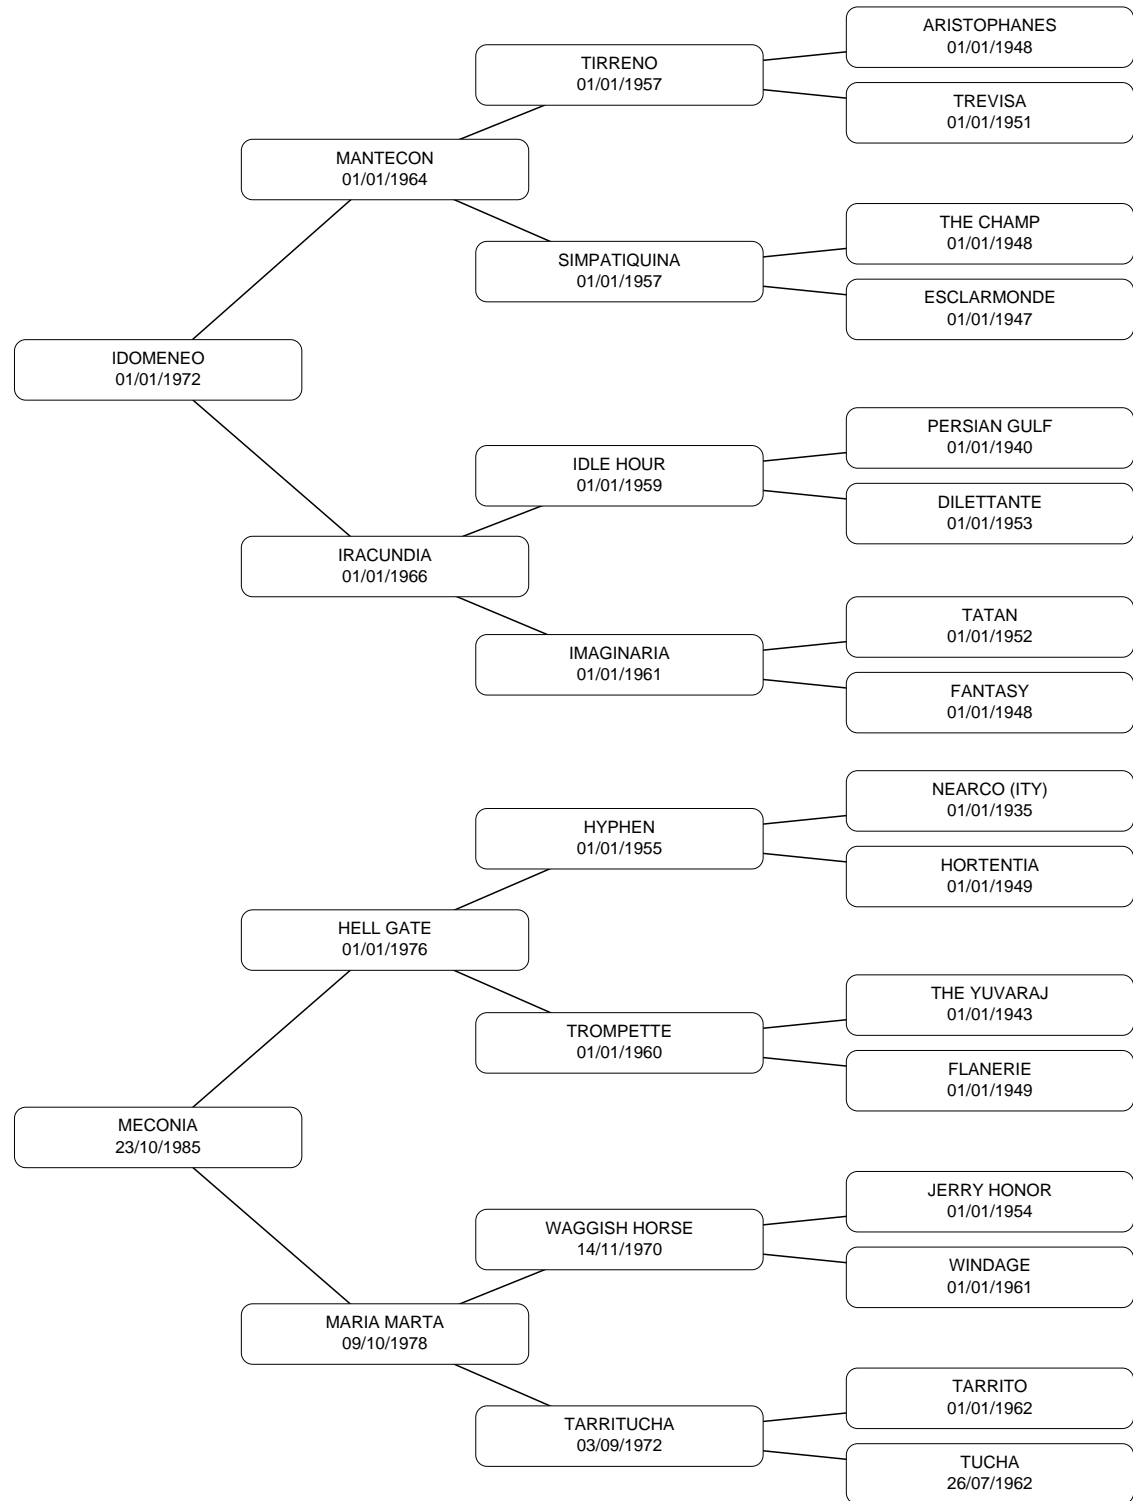 ARISTOPHANES
01/01/1948
TIRRENO
01/01/1957
TREVISA
01/01/1951
MANTECON
01/01/1964
THE CHAMP
01/01/1948
SIMPATIQUINA
01/01/1957
ESCLARMONDE
01/01/1947
IDOMENEO
01/01/1972
PERSIAN GULF
01/01/1940
IDLE HOUR
01/01/1959
DILETTANTE
01/01/1953
IRACUNDIA
01/01/1966
TATAN
01/01/1952
IMAGINARIA
01/01/1961
FANTASY
01/01/1948
NEARCO (ITY)
01/01/1935
HYPHEN
01/01/1955
HORTENTIA
01/01/1949
HELL GATE
01/01/1976
THE YUVARAJ
01/01/1943
TROMPETTE
01/01/1960
FLANERIE
01/01/1949
MECONIA
23/10/1985
JERRY HONOR
01/01/1954
WAGGISH HORSE
14/11/1970
WINDAGE
01/01/1961
MARIA MARTA
09/10/1978
TARRITO
01/01/1962
TARRITUCHA
03/09/1972
TUCHA
26/07/1962